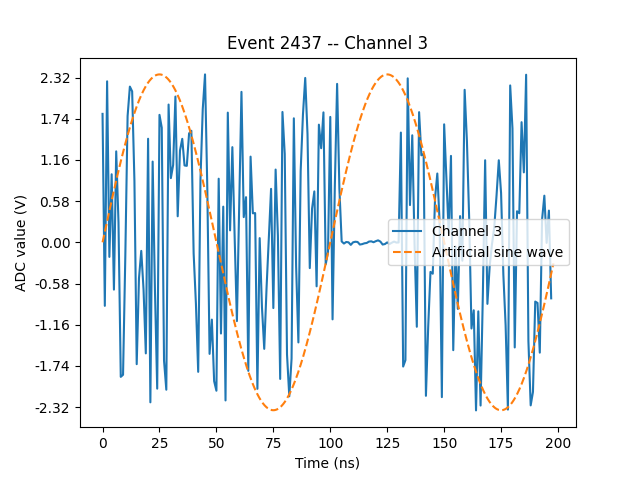 Event 2437 -- Channel 3
ADC value (V)
2.32
1.74
1.16
0.58
0.00
-0.58
-1.16
-1.74
-2.32
Channel 3
Artificial sine wave
0 25 50 75 100 125 150 175 200
Time (ns)